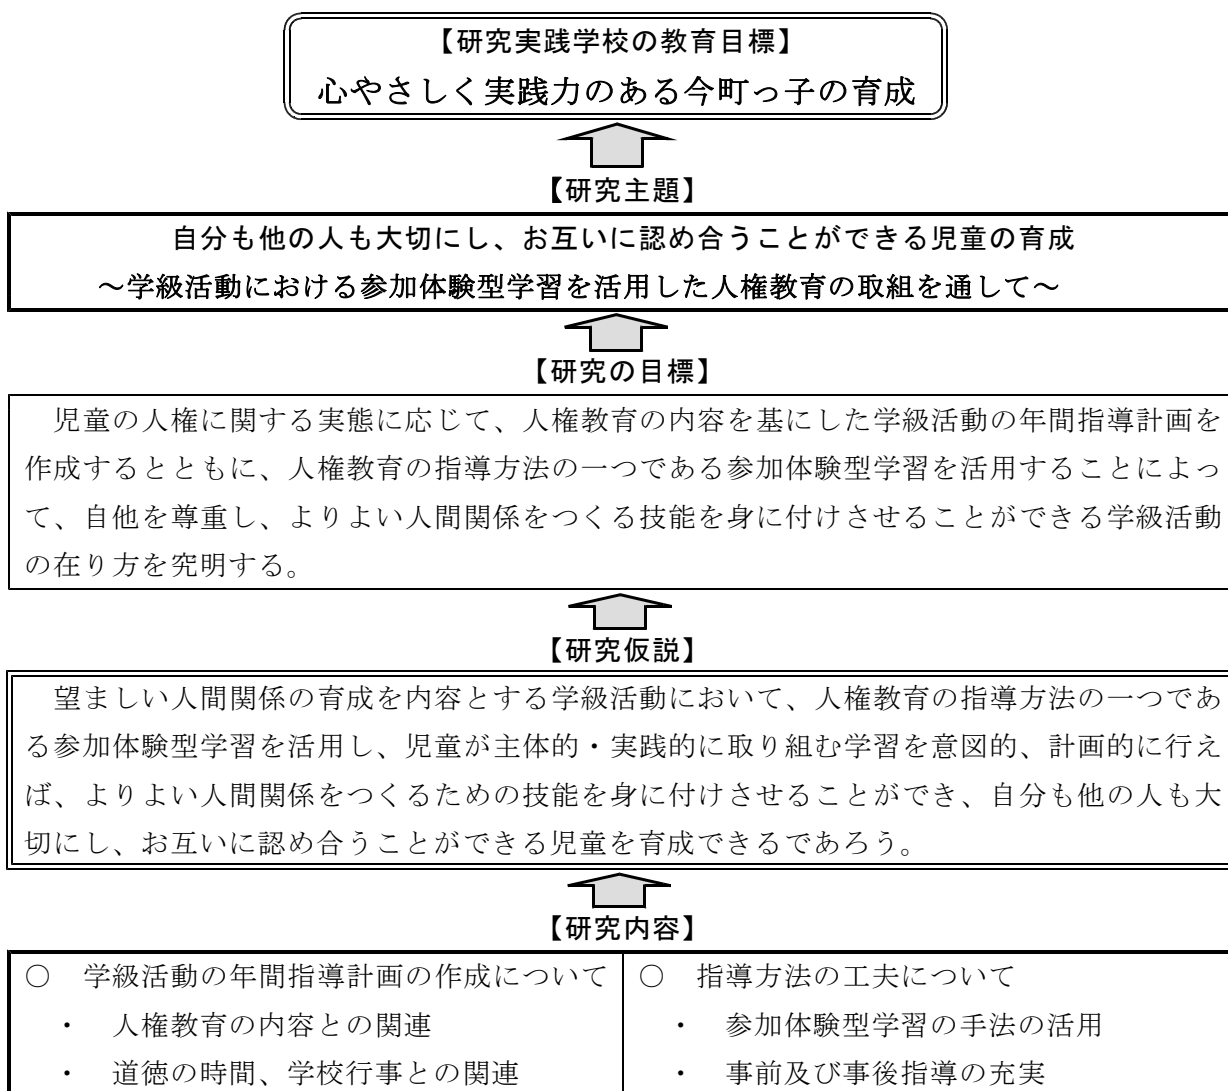 【研究実践学校の教育目標】
心やさしく実践力のある今町っ子の育成
【研究主題】
自分も他の人も大切にし、お互いに認め合うことができる児童の育成
～学級活動における参加体験型学習を活用した人権教育の取組を通して～
【研究の目標】
児童の人権に関する実態に応じて、人権教育の内容を基にした学級活動の年間指導計画を
作成するとともに、人権教育の指導方法の一つである参加体験型学習を活用することによっ
て、自他を尊重し、よりよい人間関係をつくる技能を身に付けさせることができる学級活動
の在り方を究明する。
【研究仮説】
望ましい人間関係の育成を内容とする学級活動において、人権教育の指導方法の一つであ
る参加体験型学習を活用し、児童が主体的・実践的に取り組む学習を意図的、計画的に行え
ば、よりよい人間関係をつくるための技能を身に付けさせることができ、自分も他の人も大
切にし、お互いに認め合うことができる児童を育成できるであろう。
【研究内容】
○　学級活動の年間指導計画の作成について
・　人権教育の内容との関連
・　道徳の時間、学校行事との関連
○　指導方法の工夫について
・　参加体験型学習の手法の活用
・　事前及び事後指導の充実